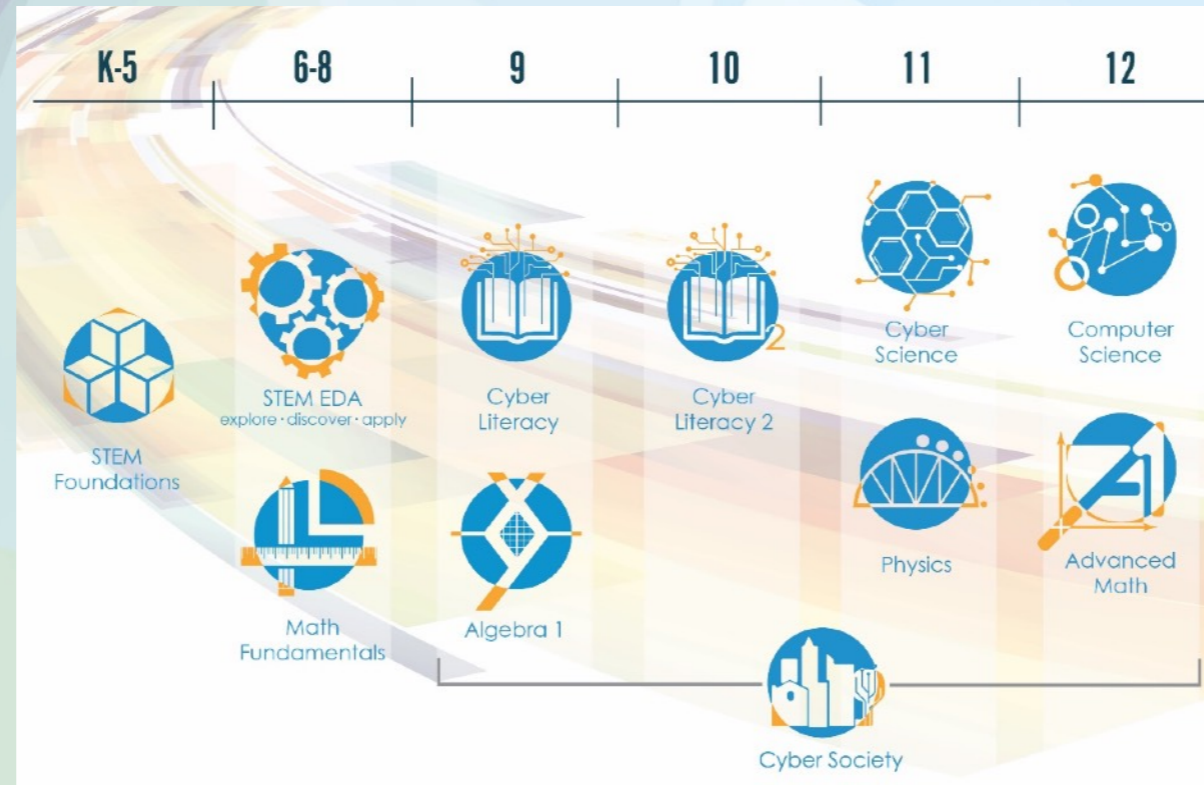 K-5
6-8
9
10
11
12
STEM
Foundations
STEM EDA
explore · discover · apply
Math
Fundamentals
Cyber
Literacy
Algebra 1
2
Cyber
Literacy 2
Cyber
Science
Physics
Computer
Science
Advanced
Math
Cyber Society